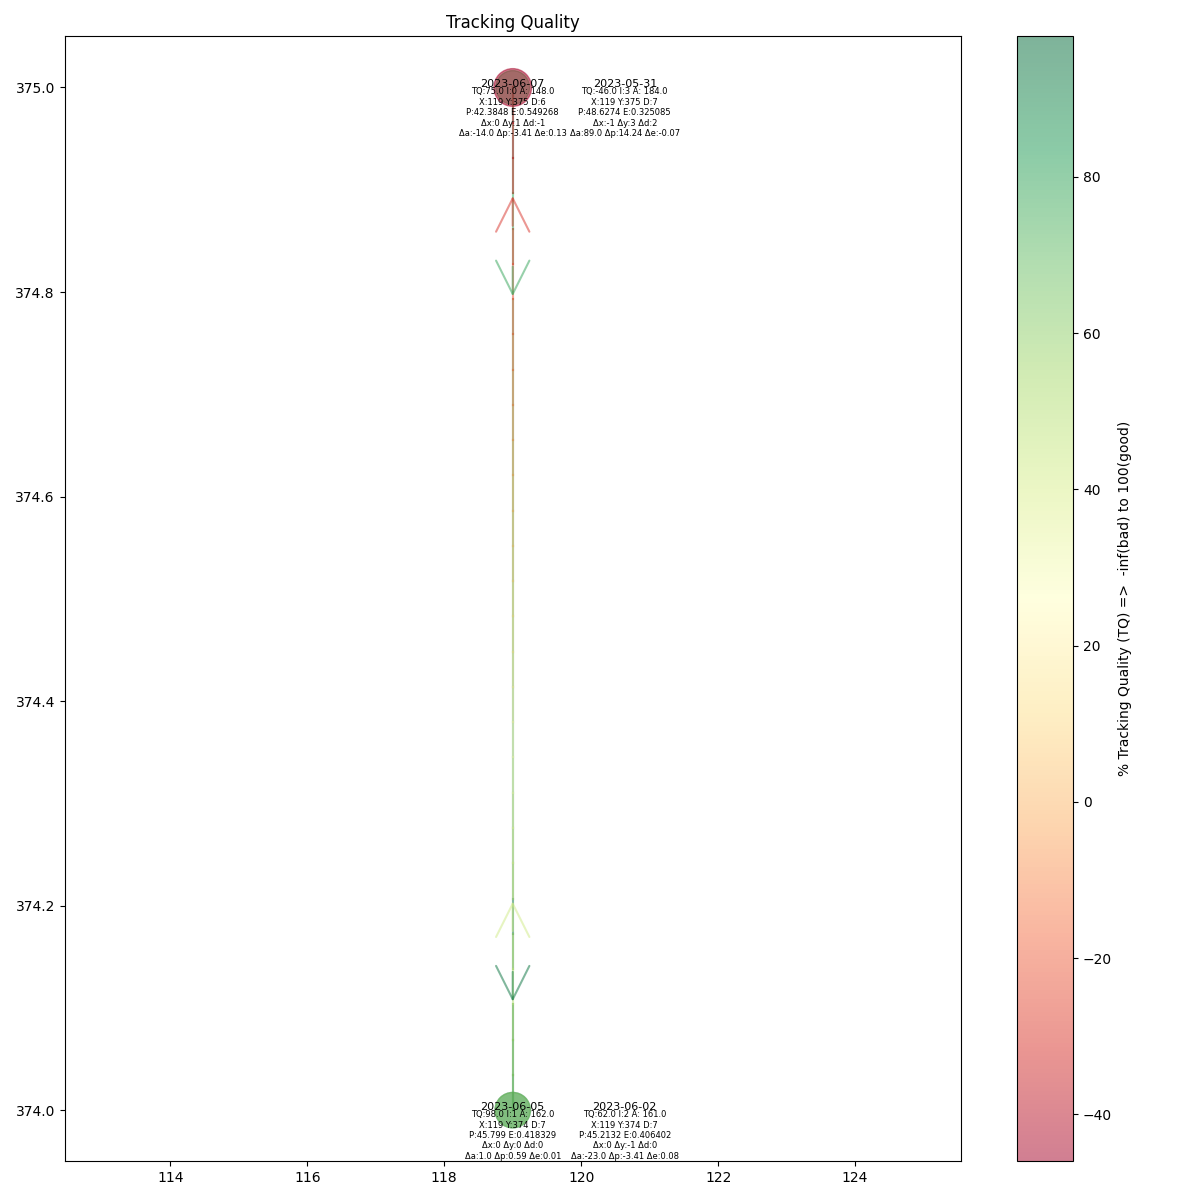 Tracking Quality
375.0
374.8
374.6
374.4
374.2
374.0
2023-06-07
TQ:75.0 I:0 A: 148.0
X:119 Y:375 D:6
P:42.3848 E:0.549268
Δx:0 Δy:1 Δd:-1
Δa:-14.0 Δp:-3.41 Δe:0.13
2023-05-31
TQ:-46.0 I:3 A: 184.0
X:119 Y:375 D:7
P:48.6274 E:0.325085
Δx:-1 Δy:3 Δd:2
Δa:89.0 Δp:14.24 Δe:-0.07
2023-06-05
TQ:98.0 I:1 A: 162.0
X:119 Y:374 D:7
P:45.799 E:0.418329
Δx:0 Δy:0 Δd:0
Δa:1.0 Δp:0.59 Δe:0.01
2023-06-02
TQ:62.0 I:2 A: 161.0
X:119 Y:374 D:7
P:45.2132 E:0.406402
Δx:0 Δy:-1 Δd:0
Δa:-23.0 Δp:-3.41 Δe:0.08
114
116
118
120
122
124
80
60
40
20
0
−20
−40
% Tracking Quality (TQ) => -inf(bad) to 100(good)